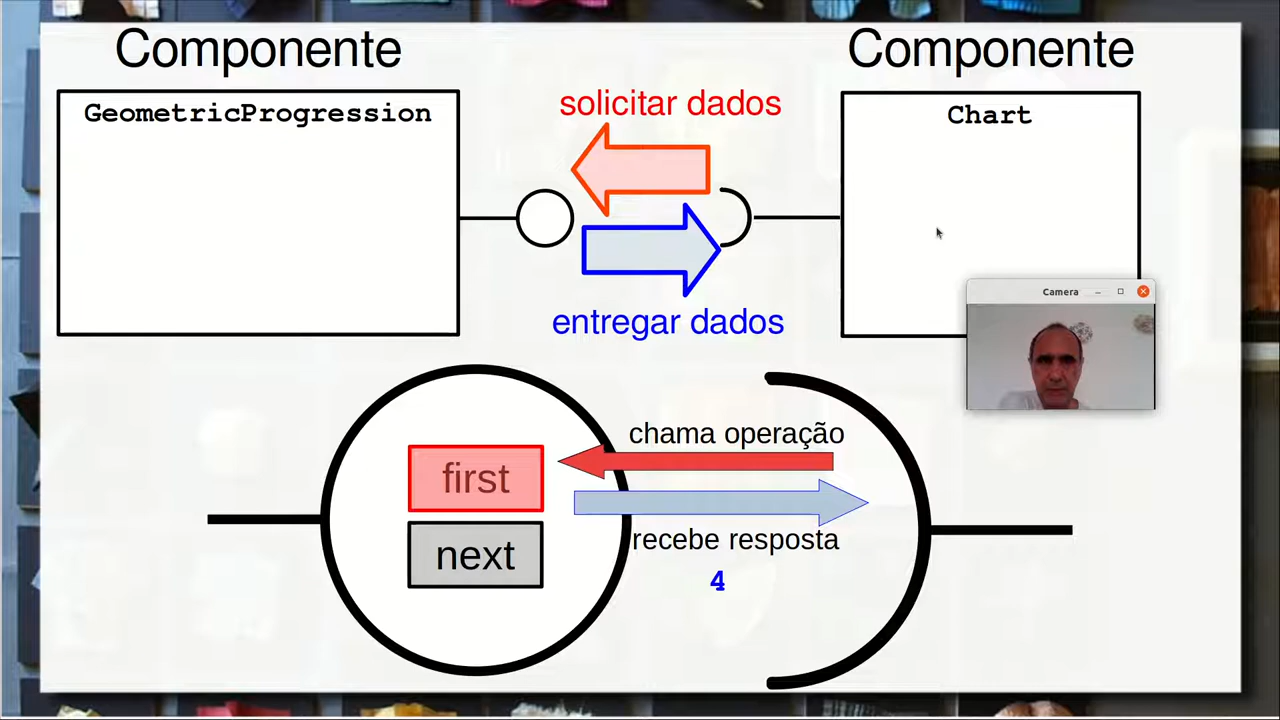 Componente
Componente
GeometricProgression
solicitar dados
Chart
entregar dados
Camera
chama operação
first
next
recebe resposta
4